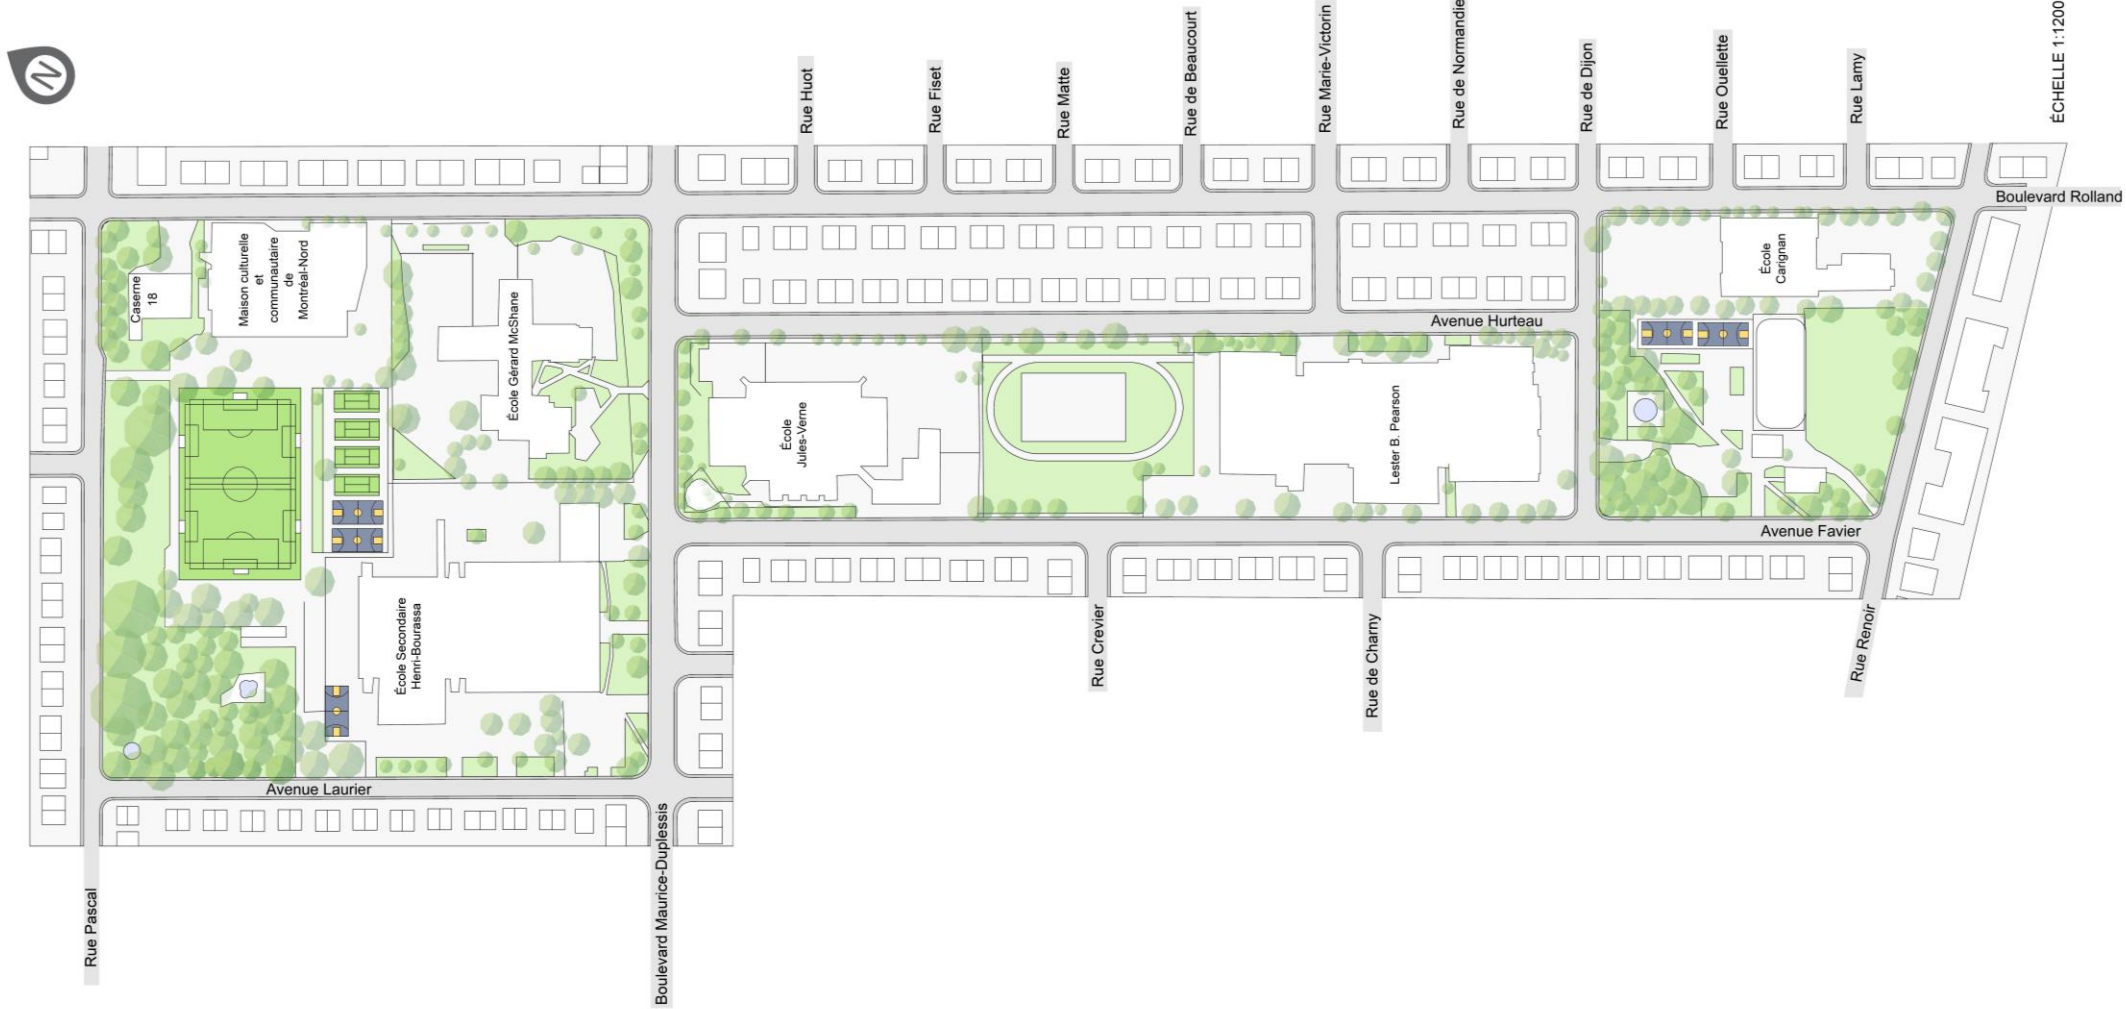 N
ÉCHELLE 1:1200
Rue Huot
Rue Fiset
Rue Matte
Rue de Beaucourt
Rue Marie-Victorin
Rue de Normandie
Rue de Dijon
Rue Ouellette
Rue Lamy
Boulevard Rolland
Caserne
18
Maison culturelle
et
communautaire
de
Montréal-Nord
École Gérard McShane
École
Carignan
Avenue Hurteau
École
Jules-Verne
Lester B. Pearson
Avenue Favier
École Secondaire
Henri-Bourassa
Rue Crevier
Rue de Charny
Rue Renoir
Avenue Laurier
Rue Pascal
Boulevard Maurice-Duplessis